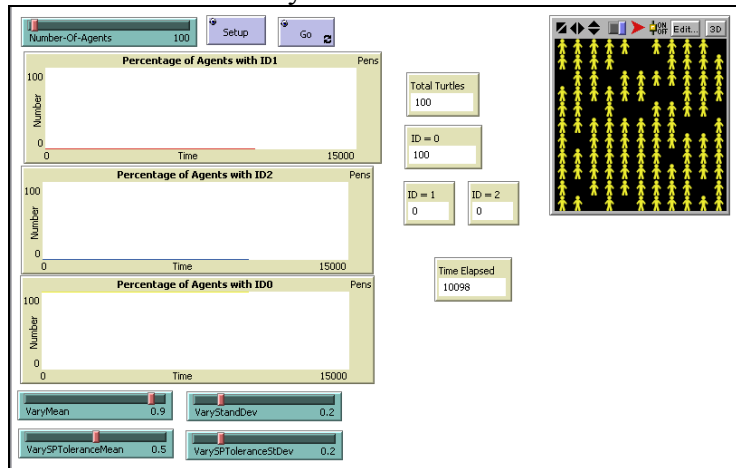 Number-Of-Agents 100
Setup
Go
ON
OFF
Edit...
3D
Percentage of Agents with ID1
Pens
100
Number
0
0 Time 15000
Percentage of Agents with ID2
Pens
100
Number
0
0 Time 15000
Percentage of Agents with ID0
Pens
100
Number
0
0 Time 15000
Total Turtles
100
ID = 0
100
ID = 1
0
ID = 2
0
Time Elapsed
10098
VaryMean 0.9
VaryStandDev 0.2
VarySPToleranceMean 0.5
VarySPToleranceStDev 0.2